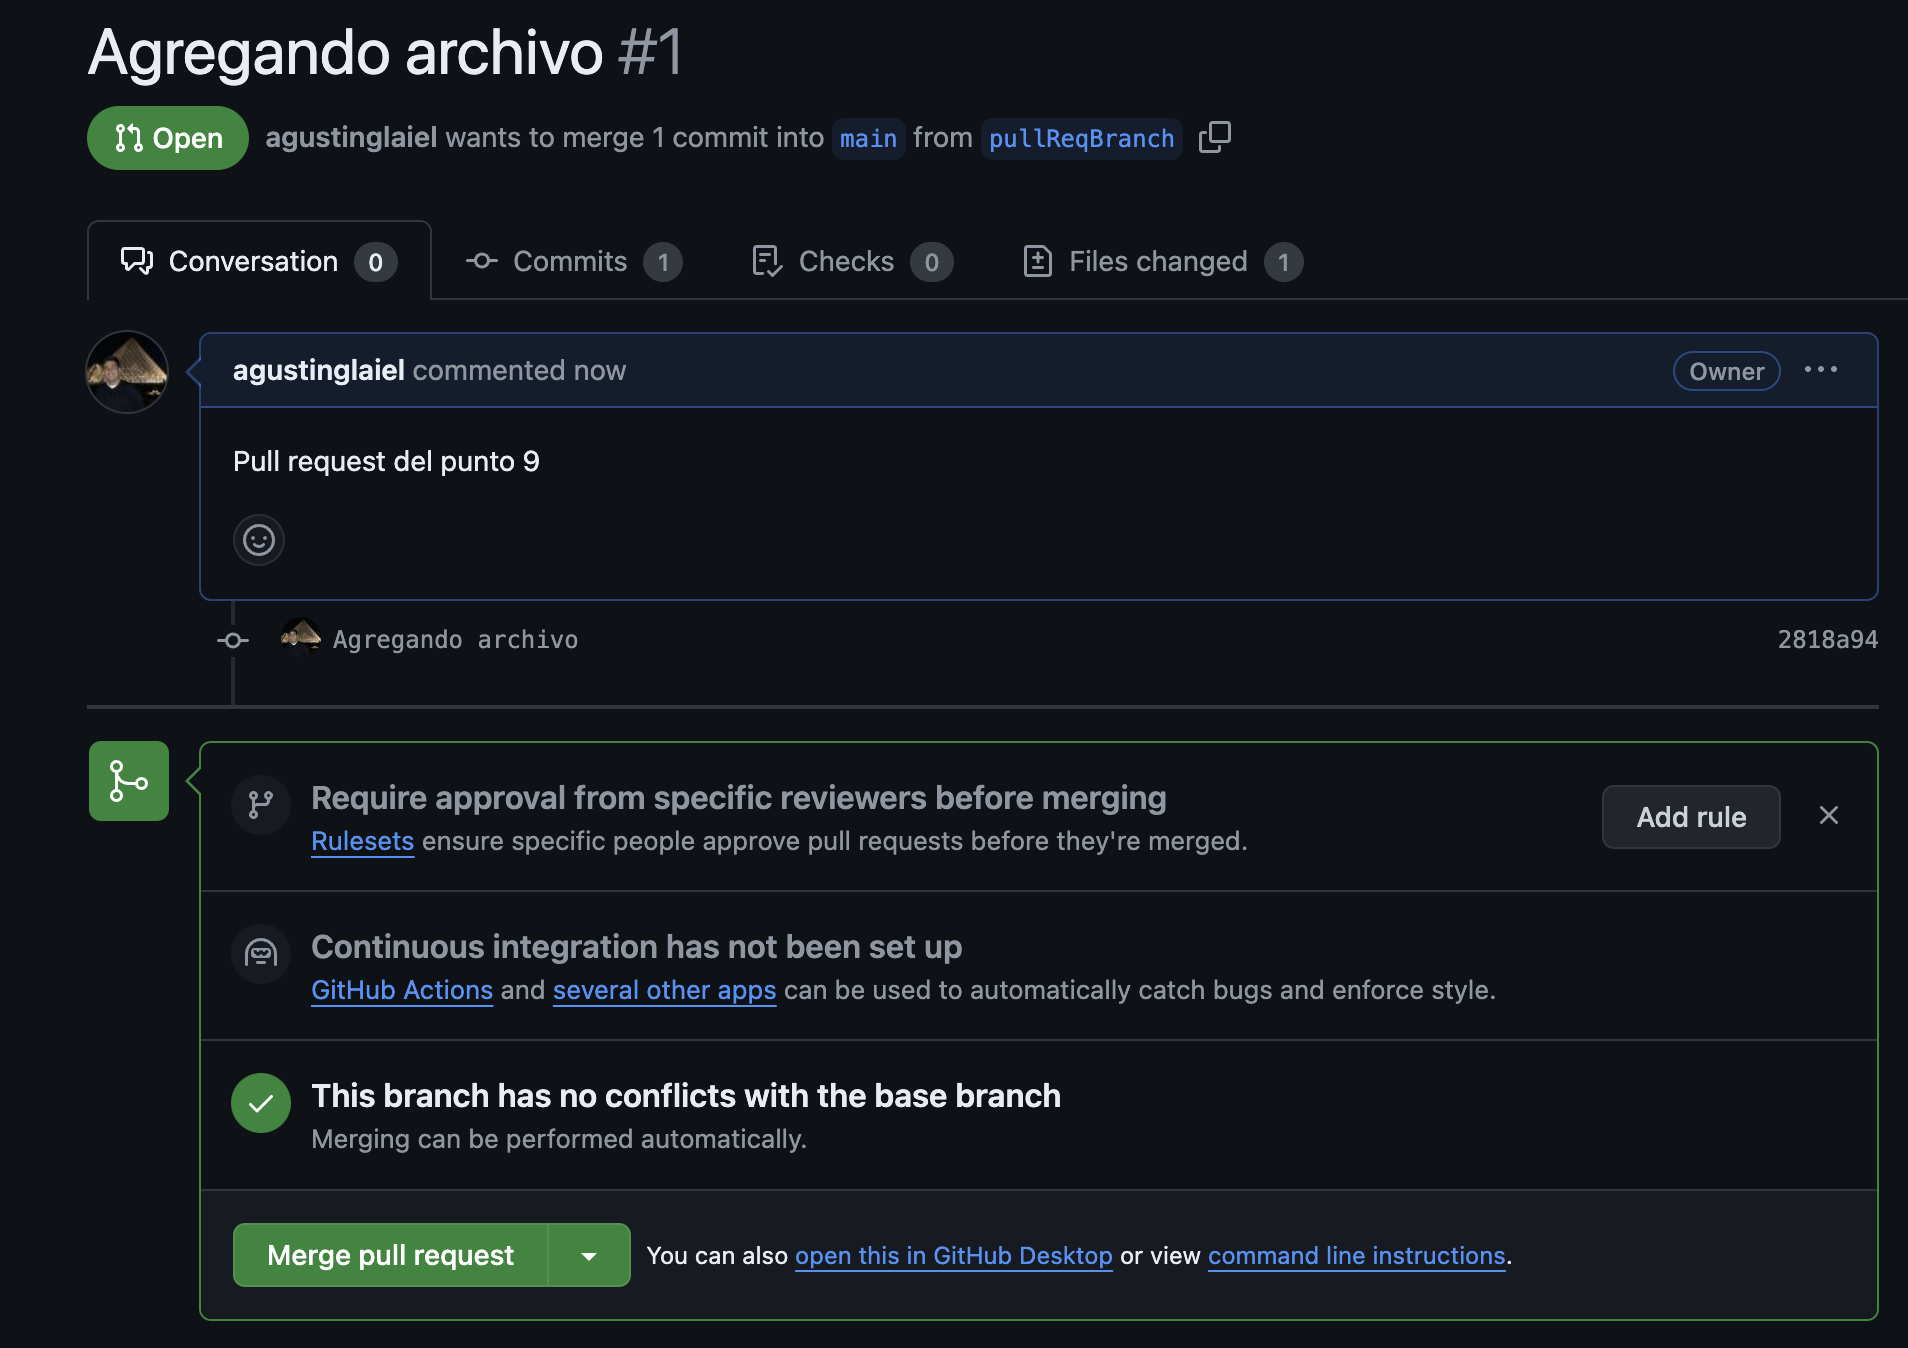 Agregando archivo #1
Open agustinglaiel wants to merge 1 commit into main from pullReqBranch
Conversation 0 Commits 1 Checks 0 Files changed 1
agustinglaiel commented now Owner
Pull request del punto 9
Agregando archivo 2818a94
Require approval from specific reviewers before merging
Rulesets ensure specific people approve pull requests before they're merged.
Add rule
Continuous integration has not been set up
GitHub Actions and several other apps can be used to automatically catch bugs and enforce style.
This branch has no conflicts with the base branch
Merging can be performed automatically.
Merge pull request You can also open this in GitHub Desktop or view command line instructions.